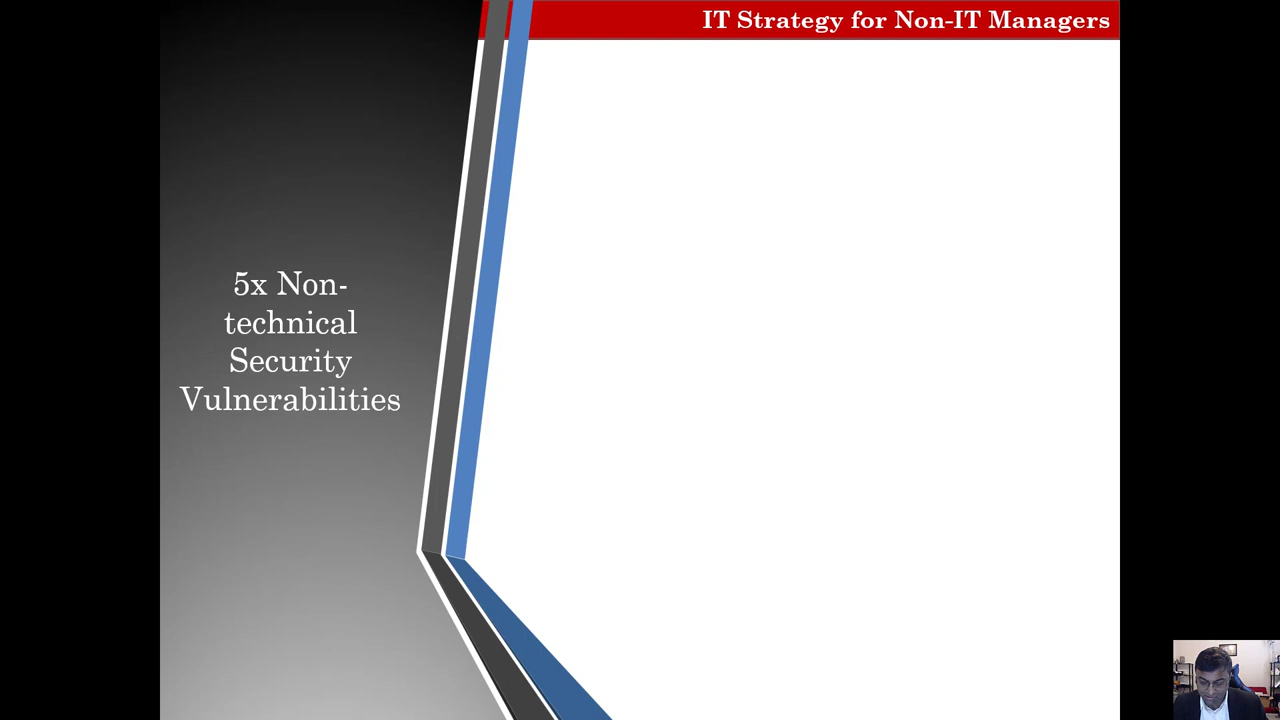 IT Strategy for Non-IT Managers
5x Non-
technical
Security
Vulnerabilities